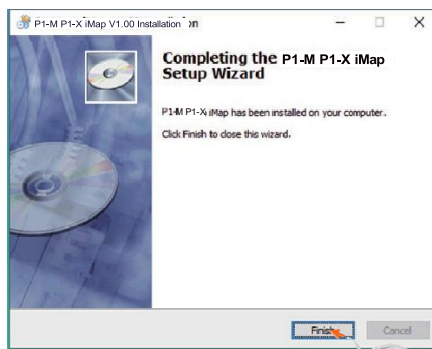 P1-M P1-X iMap V1.00 Installation
Completing the P1-M P1-X iMap
Setup Wizard
P1-M P1-X iMap has been installed on your computer.
Click Finish to close this wizard.
Finish
Cancel